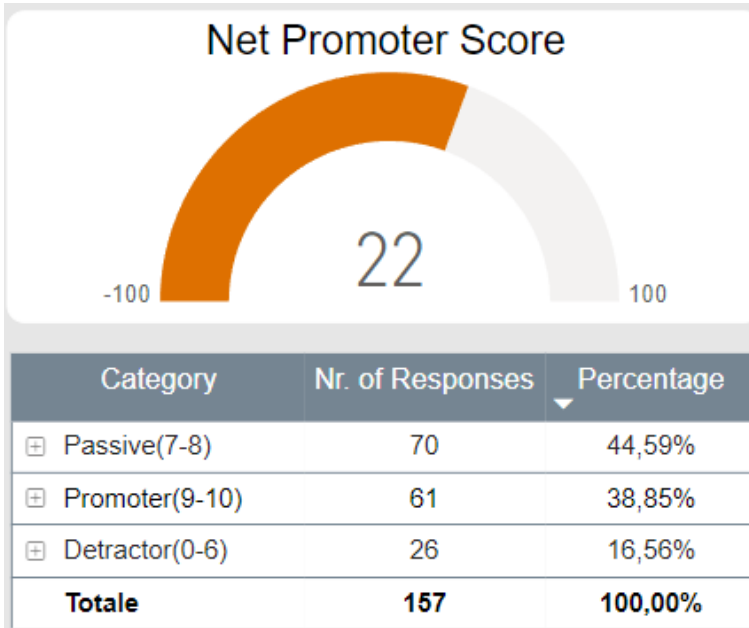 Net Promoter Score
22
-100
100
Category Nr. of Responses Percentage
Passive(7-8) 70 44,59%
Promoter(9-10) 61 38,85%
Detractor(0-6) 26 16,56%
Totale 157 100,00%